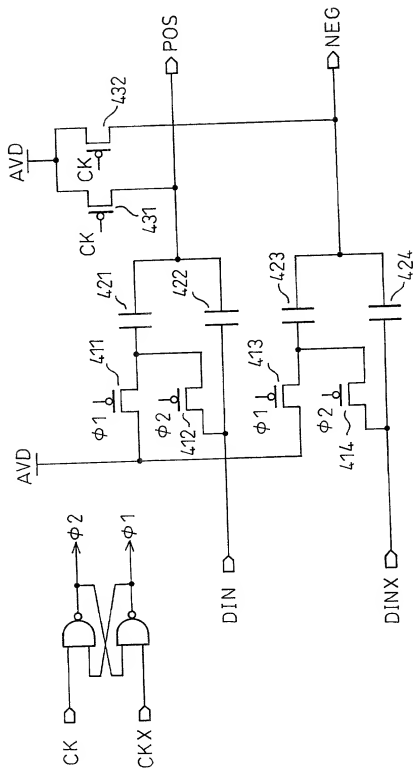 CK
CKX
φ2
φ1
AVD
AVD
CK
CK
431
432
POS
NEG
φ1
411
421
φ2
412
422
DIN
φ1
413
423
φ2
414
424
DINX